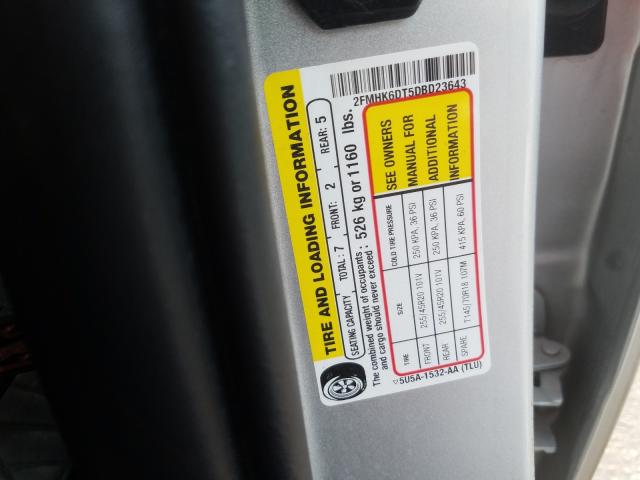 2FMHK6DT5DBD23643
TIRE AND LOADING INFORMATION
SEATING CAPACITY TOTAL : 7 FRONT: 2 REAR: 5
The combined weight of occupants and cargo should never exceed : 526 kg or 1160 lbs.
TIRE SIZE COLD TIRE PRESSURE SEE OWNERS
FRONT 255/45R20 101V 250 KPA, 36 PSI MANUAL FOR
REAR 255/45R20 101V 250 KPA, 36 PSI ADDITIONAL
SPARE T145/70R18 107M 415 KPA, 60 PSI INFORMATION
5U5A-1532-AA (TLU)